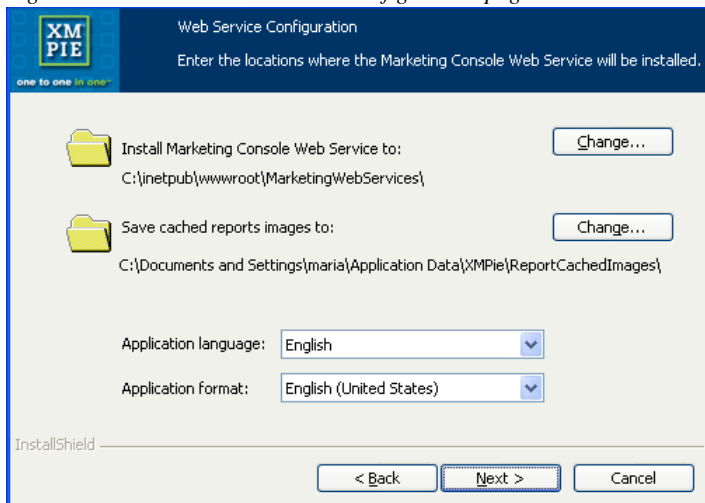 XM
PIE
one to one in one
Web Service Configuration
Enter the locations where the Marketing Console Web Service will be installed.
Install Marketing Console Web Service to:
Change...
C:\inetpub\wwwroot\MarketingWebServices\
Save cached reports images to:
Change...
C:\Documents and Settings\maria\Application Data\XMPie\ReportCachedImages\
Application language:
English
Application format:
English (United States)
InstallShield
< Back
Next >
Cancel